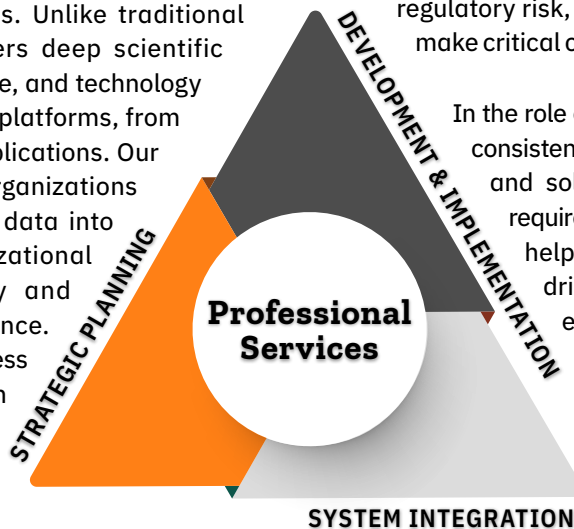 s. Unlike traditional
ers deep scientific
e, and technology
platforms, from
plications. Our
rganizations
data into
zational
y and
nce.
ess
regulatory risk,
make critical
In the role
consisten
and sol
require
help
dri
e
DEVELOPMENT & IMPLEMENTATION
STRATEGIC PLANNING
Professional
Services
SYSTEM INTEGRATION